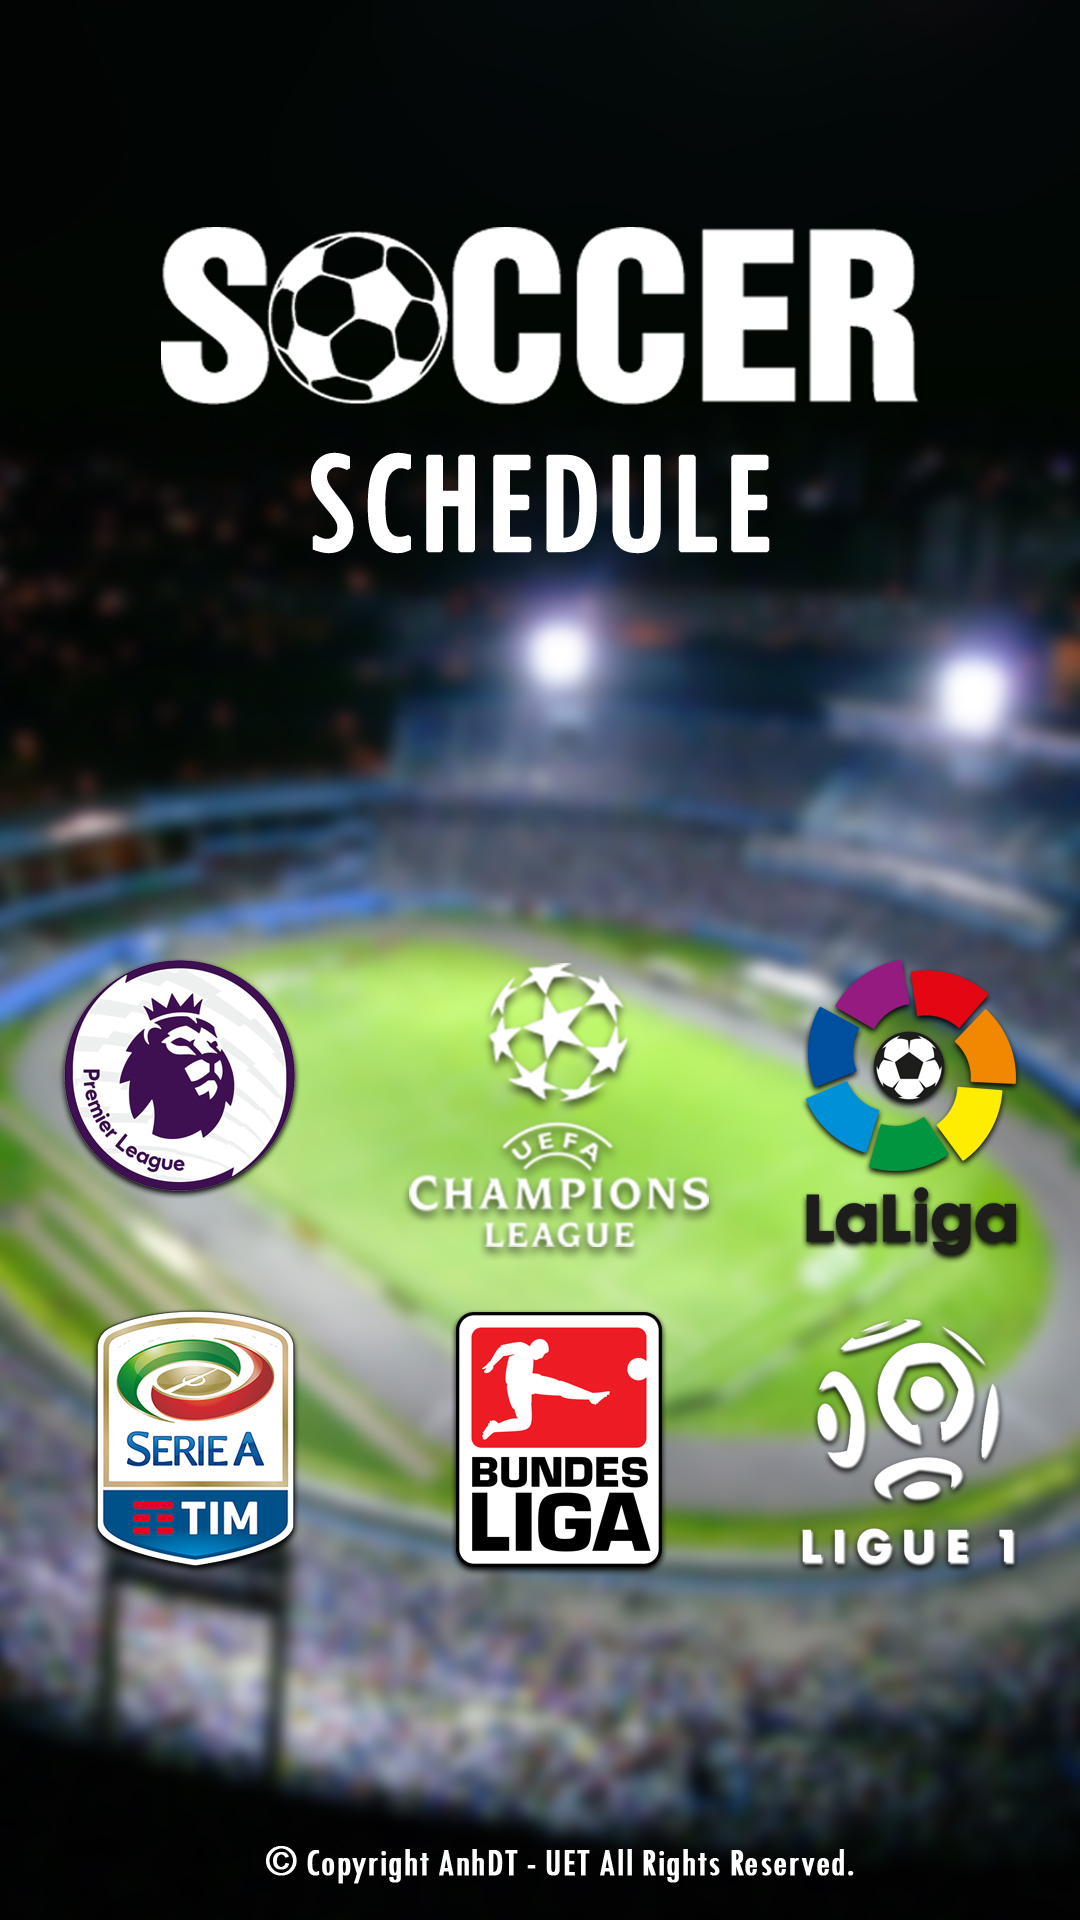 SOCCER
SCHEDULE
Premier League
UEFA
CHAMPIONS
LEAGUE
LaLiga
SERIE A
TIM
BUNDES
LIGA
LIGUE 1
© Copyright AnhDT - UET All Rights Reserved.